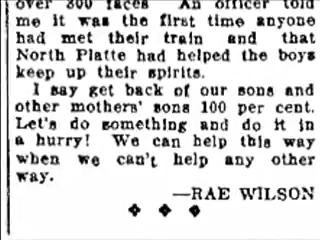 over 300 faces An officer told
me it was the first time anyone
had met their train and that
North Platte had helped the boys
keep up their spirits.
I say get back of our sons and
other mothers' sons 100 per cent.
Let's do something and do it in
a hurry! We can help this way
when we can't help any other
way.
—RAE WILSON